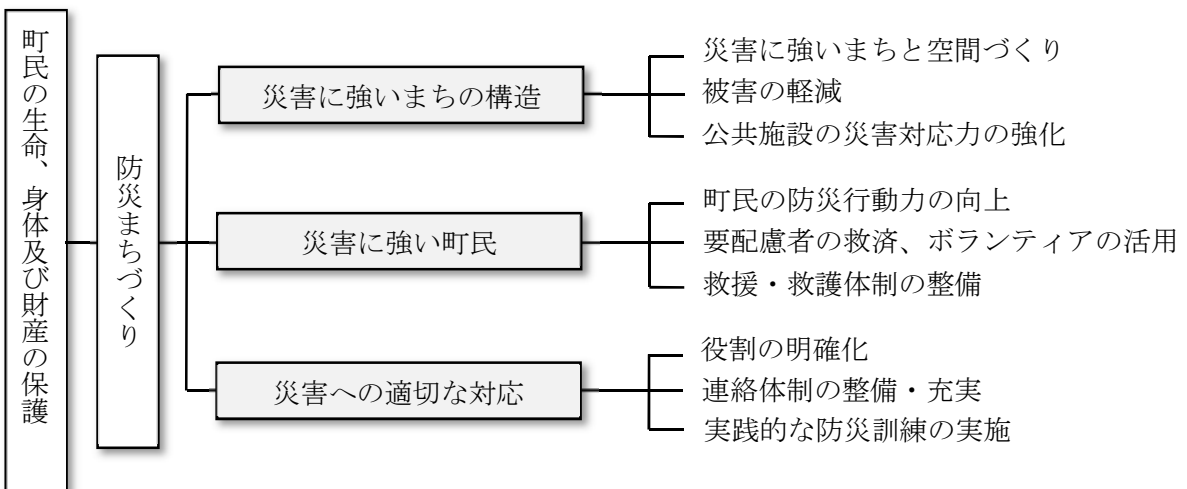 町民の生命、身体及び財産の保護
防災まちづくり
災害に強いまちの構造
災害に強いまちと空間づくり
被害の軽減
公共施設の災害対応力の強化
災害に強い町民
町民の防災行動力の向上
要配慮者の救済、ボランティアの活用
救援・救護体制の整備
災害への適切な対応
役割の明確化
連絡体制の整備・充実
実践的な防災訓練の実施